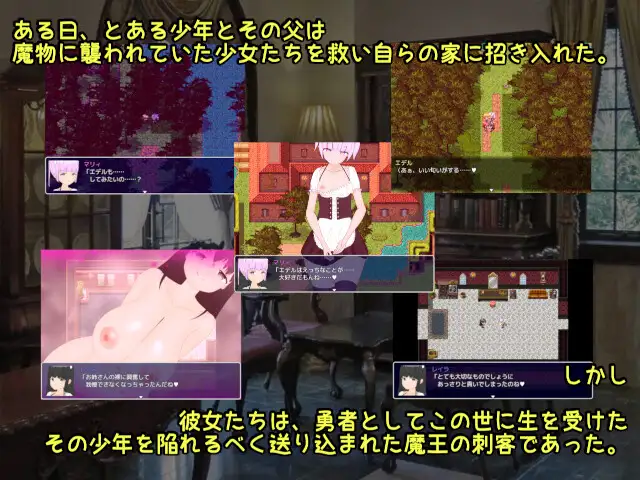 ある日、とある少年とその父は
魔物に襲われていた少女たちを救い自らの家に招き入れた。
マリィ
「エデルも……
してみたいの……?
エデル
(あぁ、いい匂いがする……♥
マリィ
「エデルはえっちなことが……
大好きだもんね……♥
「お姉さんの裸に興奮して
我慢できなくなっちゃったんだね♥
レイラ
「とても大切なものでしょうに
あっさりと貢いでしまったのね♥
しかし
彼女たちは、勇者としてこの世に生を受けた
その少年を陥れるべく送り込まれた魔王の刺客であった。